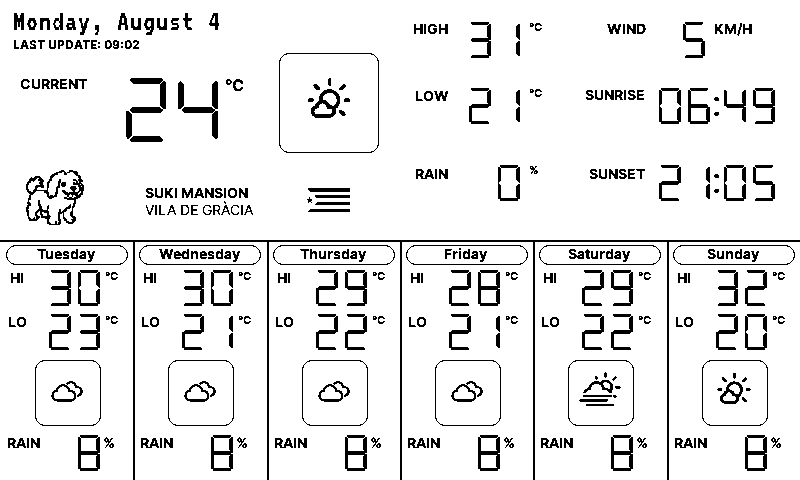 Monday, August 4
LAST UPDATE: 09:02
CURRENT 24 °C
HIGH 31 °C
WIND 5 KM/H
LOW 21 °C
SUNRISE 06:49
RAIN 0 %
SUNSET 21:05
SUKI MANSION
VILA DE GRÀCIA
Tuesday
HI 30 °C
LO 23 °C
RAIN 8 %
Wednesday
HI 30 °C
LO 21 °C
RAIN 8 %
Thursday
HI 29 °C
LO 22 °C
RAIN 8 %
Friday
HI 28 °C
LO 21 °C
RAIN 8 %
Saturday
HI 29 °C
LO 22 °C
RAIN 8 %
Sunday
HI 32 °C
LO 20 °C
RAIN 8 %